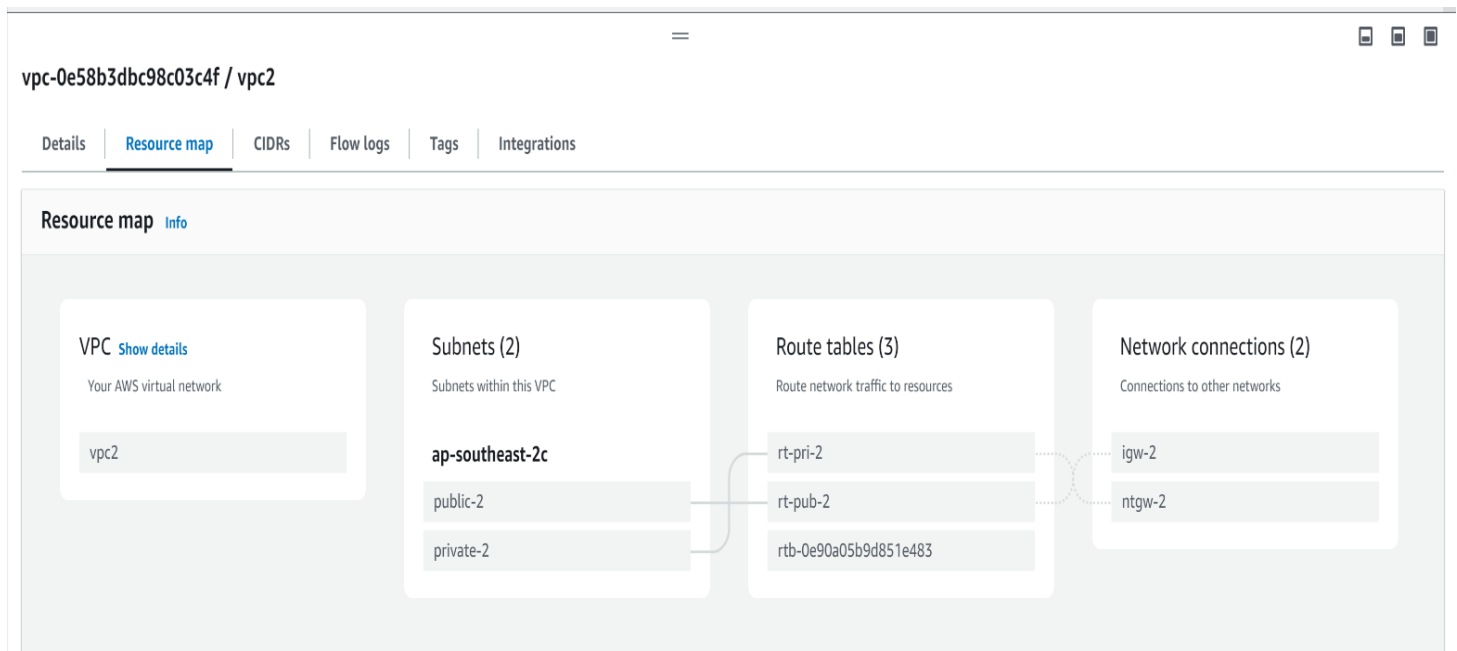 vpc-0e58b3dbc98c03c4f / vpc2
Details
Resource map
CIDRs
Flow logs
Tags
Integrations
Resource map Info
VPC Show details
Your AWS virtual network
vpc2
Subnets (2)
Subnets within this VPC
ap-southeast-2c
public-2
private-2
Route tables (3)
Route network traffic to resources
rt-pri-2
rt-pub-2
rtb-0e90a05b9d851e483
Network connections (2)
Connections to other networks
igw-2
ntgw-2